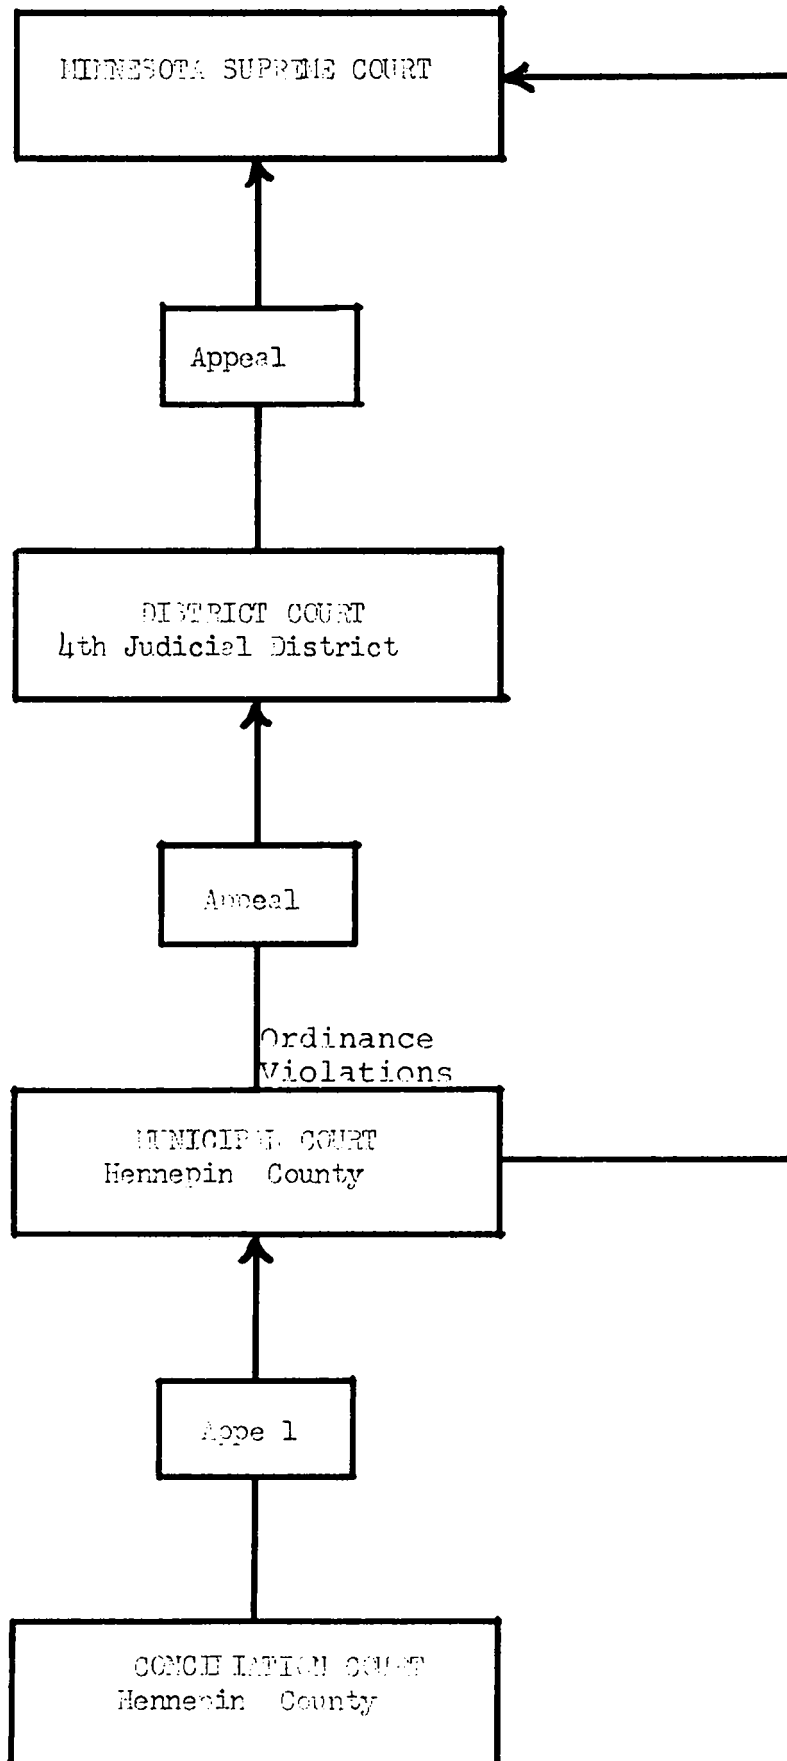 MINNESOTA SUPREME COURT
Appeal
DISTRICT COURT
4th Judicial District
Appeal
Ordinance
Violations
MUNICIPAL COURT
Hennepin County
Appe l
CONCILIATION COURT
Hennepin County